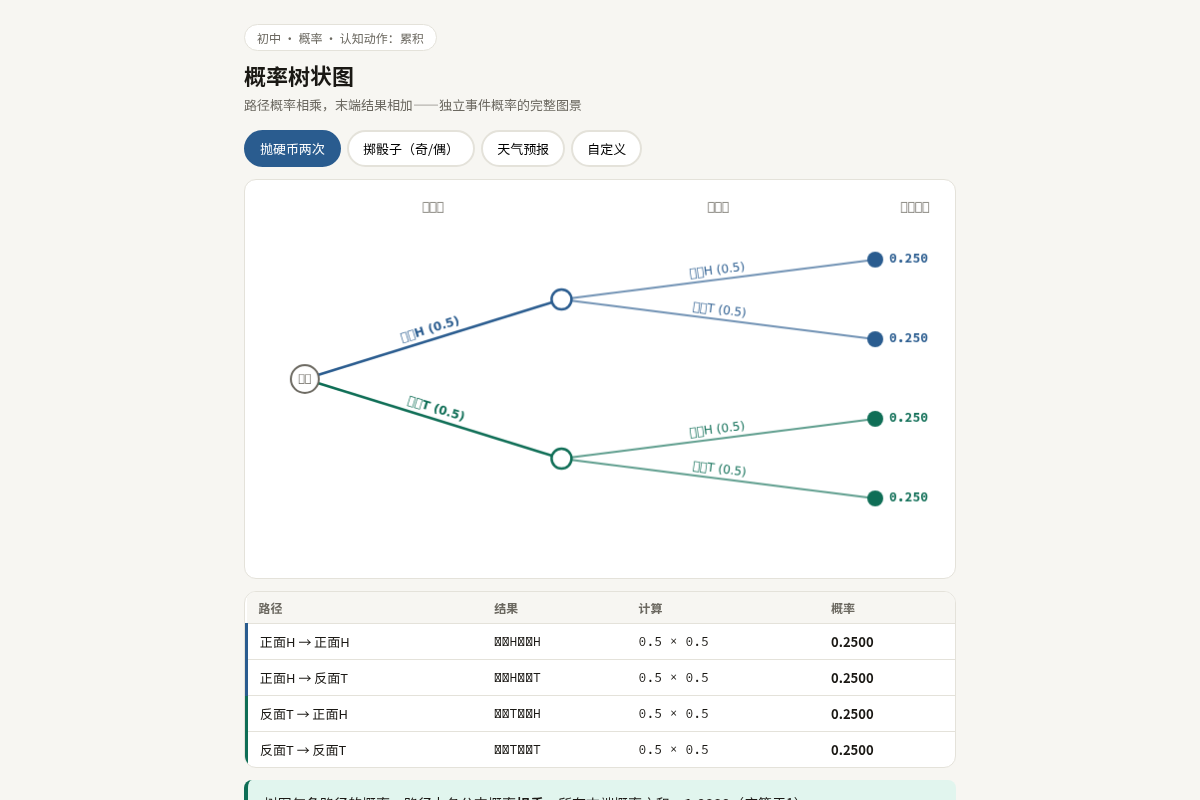 初中 · 概率 · 认知动作：累积
概率树状图
路径概率相乘，末端结果相加——独立事件概率的完整图景
抛硬币两次 掷骰子（奇/偶） 天气预报 自定义
H (0.5) 0.250
H (0.5)
T (0.5) 0.250
T (0.5)
H (0.5) 0.250
T (0.5) 0.250
路径 结果 计算 概率
正面H → 正面H H H 0.5 × 0.5 0.2500
正面H → 反面T H T 0.5 × 0.5 0.2500
反面T → 正面H T H 0.5 × 0.5 0.2500
反面T → 反面T T T 0.5 × 0.5 0.2500